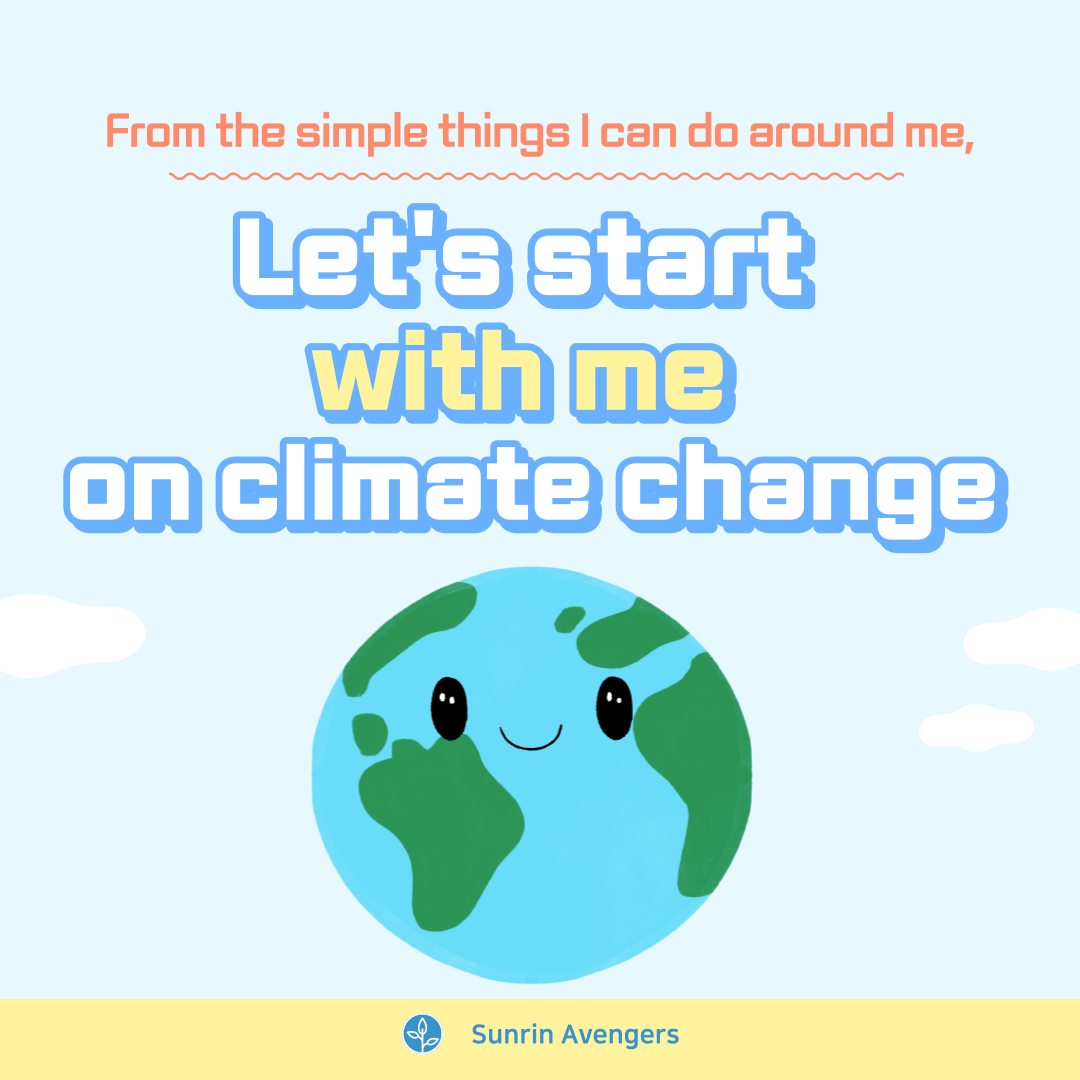 From the simple things I can do around me,
Let's start
with me
on climate change
Sunrin Avengers